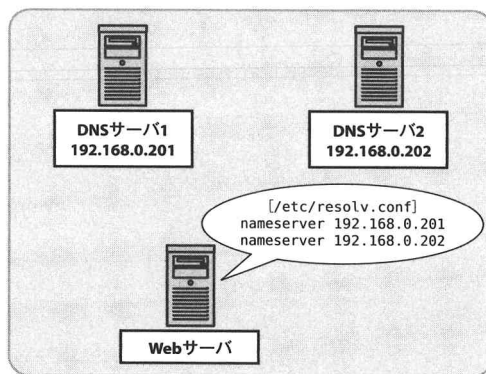 DNSサーバ1
192.168.0.201
DNSサーバ2
192.168.0.202
[/etc/resolv.conf]
nameserver 192.168.0.201
nameserver 192.168.0.202
Webサーバ